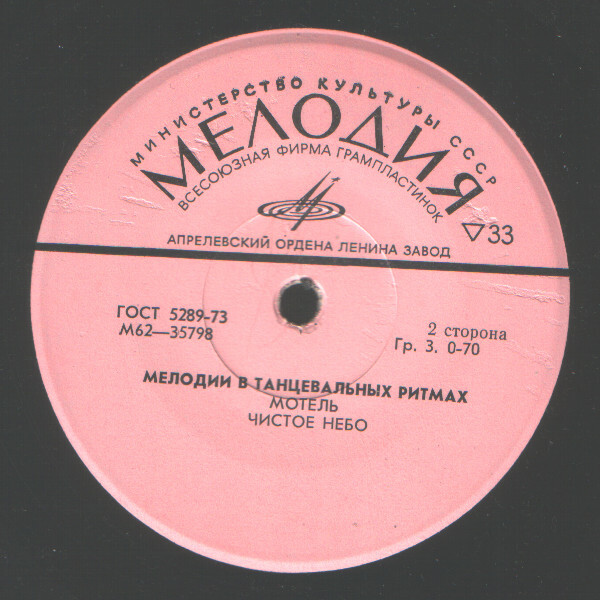 МИНИСТЕРСТВО КУЛЬТУРЫ СССР
МЕЛОДИЯ
ВСЕСОЮЗНАЯ ФИРМА ГРАМПЛАСТИНОК
33
АПРЕЛЕВСКИЙ ОРДЕНА ЛЕНИНА ЗАВОД
ГОСТ 5289-73
М62—35798
2 сторона
Гр. 3. 0-70
МЕЛОДИИ В ТАНЦЕВАЛЬНЫХ РИТМАХ
МОТЕЛЬ
ЧИСТОЕ НЕБО